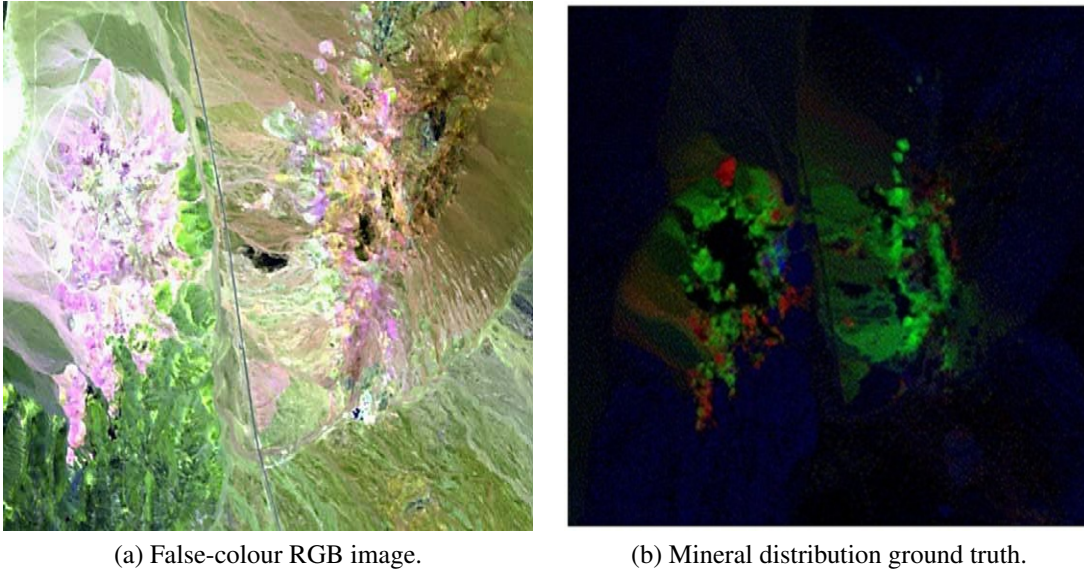 (a) False-colour RGB image.
(b) Mineral distribution ground truth.